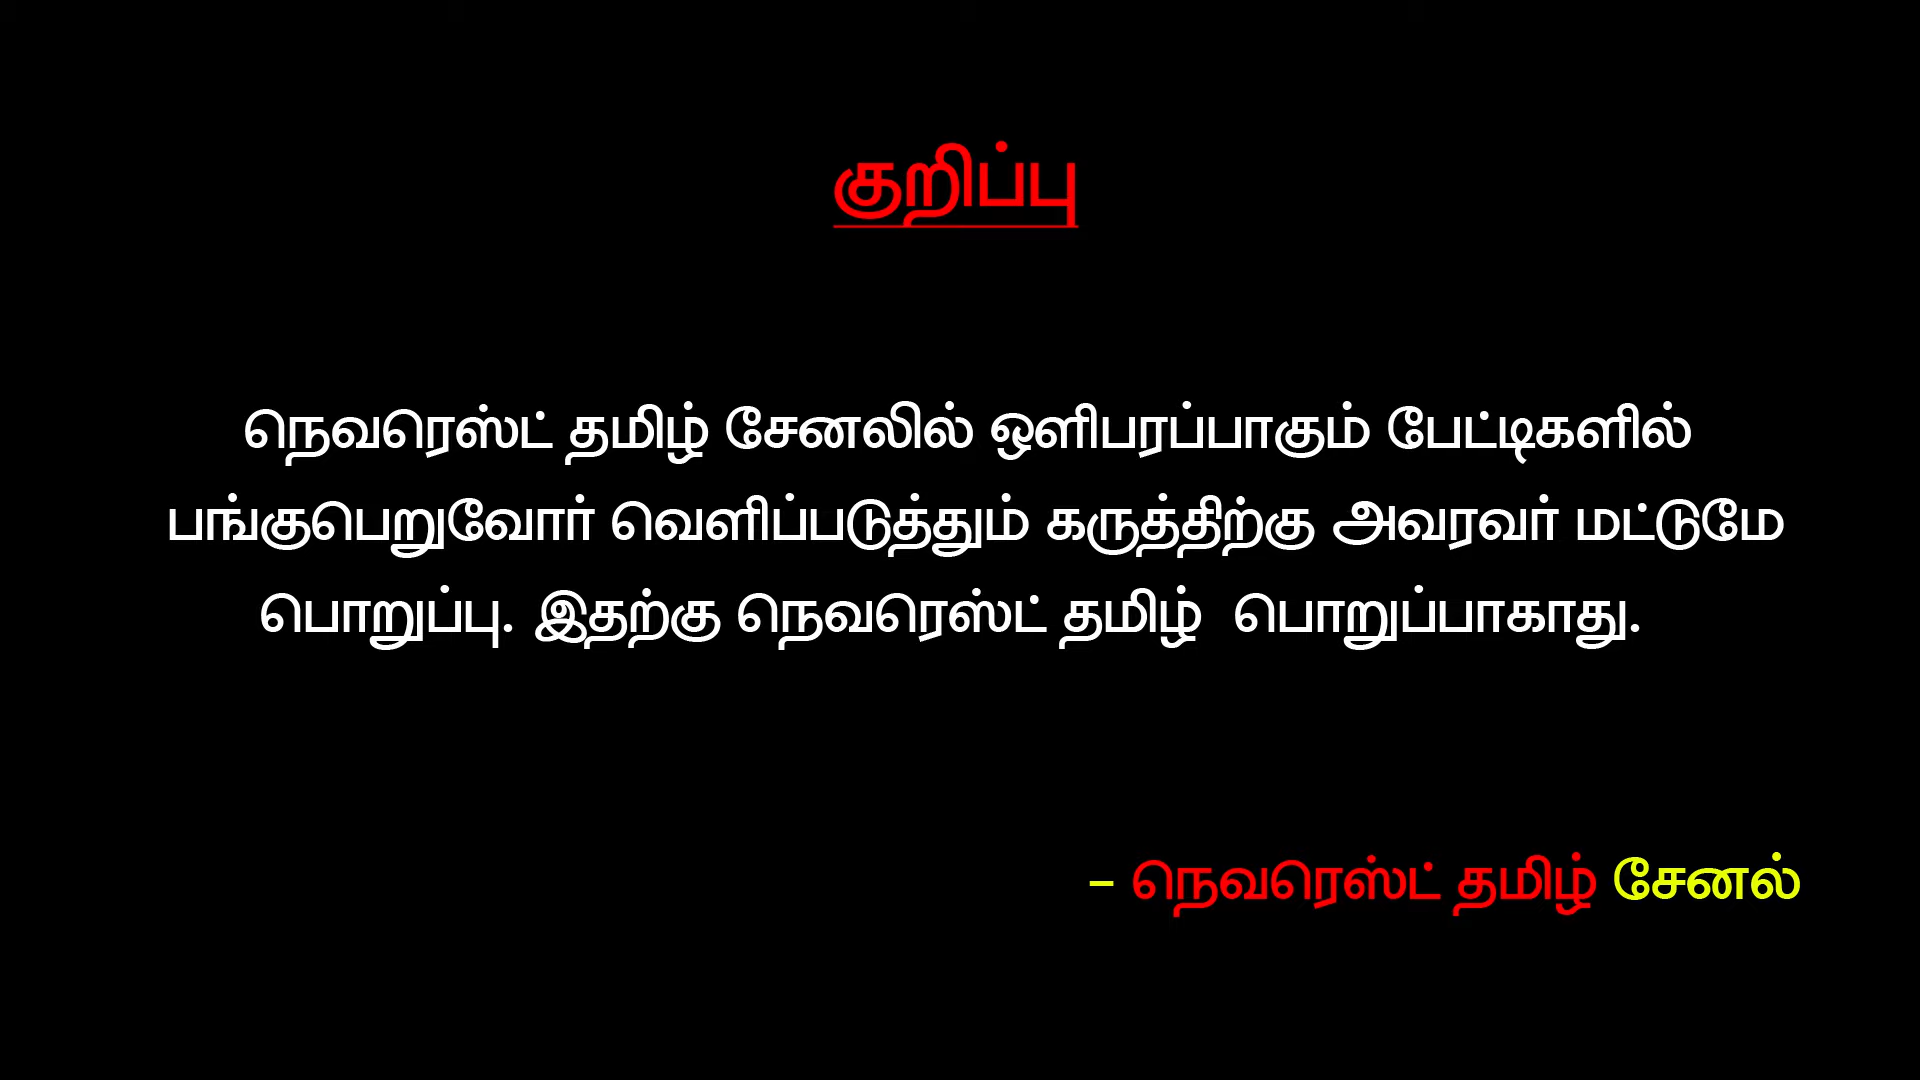 குறிப்பு
நெவரெஸ்ட் தமிழ் சேனலில் ஒளிபரப்பாகும் பேட்டிகளில்
பங்குபெறுவோர் வெளிப்படுத்தும் கருத்திற்கு அவரவர் மட்டுமே
பொறுப்பு. இதற்கு நெவரெஸ்ட் தமிழ் பொறுப்பாகாது.
– நெவரெஸ்ட் தமிழ் சேனல்